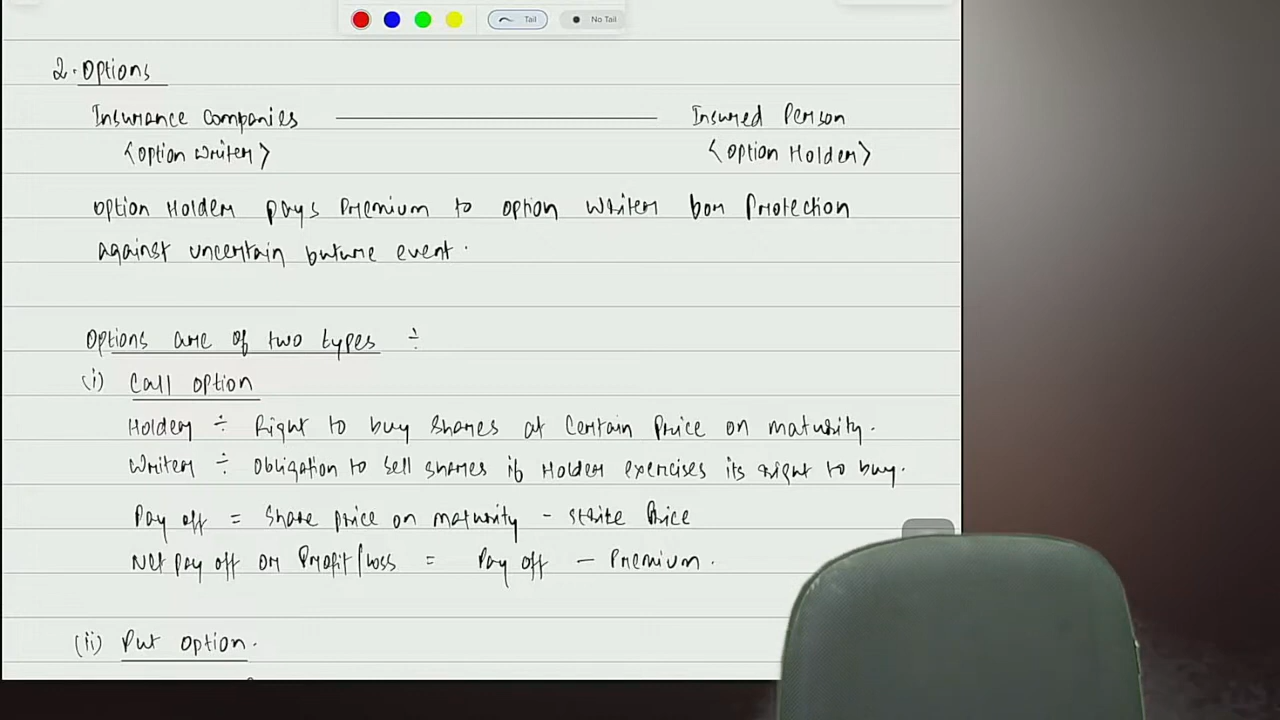 Tail
No Tail
2. Options
Insurance Companies
Insured Person
<Option Writer>
<Option Holder>
Option Holder pays Premium to option writer for Protection
against uncertain future event.
Options are of two types ÷
(i) Call option
Holder ÷ Right to buy shares at Certain Price on maturity.
Writer ÷ Obligation to sell shares if Holder exercises its right to buy.
Pay off = Share price on maturity - Strike Price
Net pay off or Profit/Loss = Pay off - Premium.
(ii) Put option.